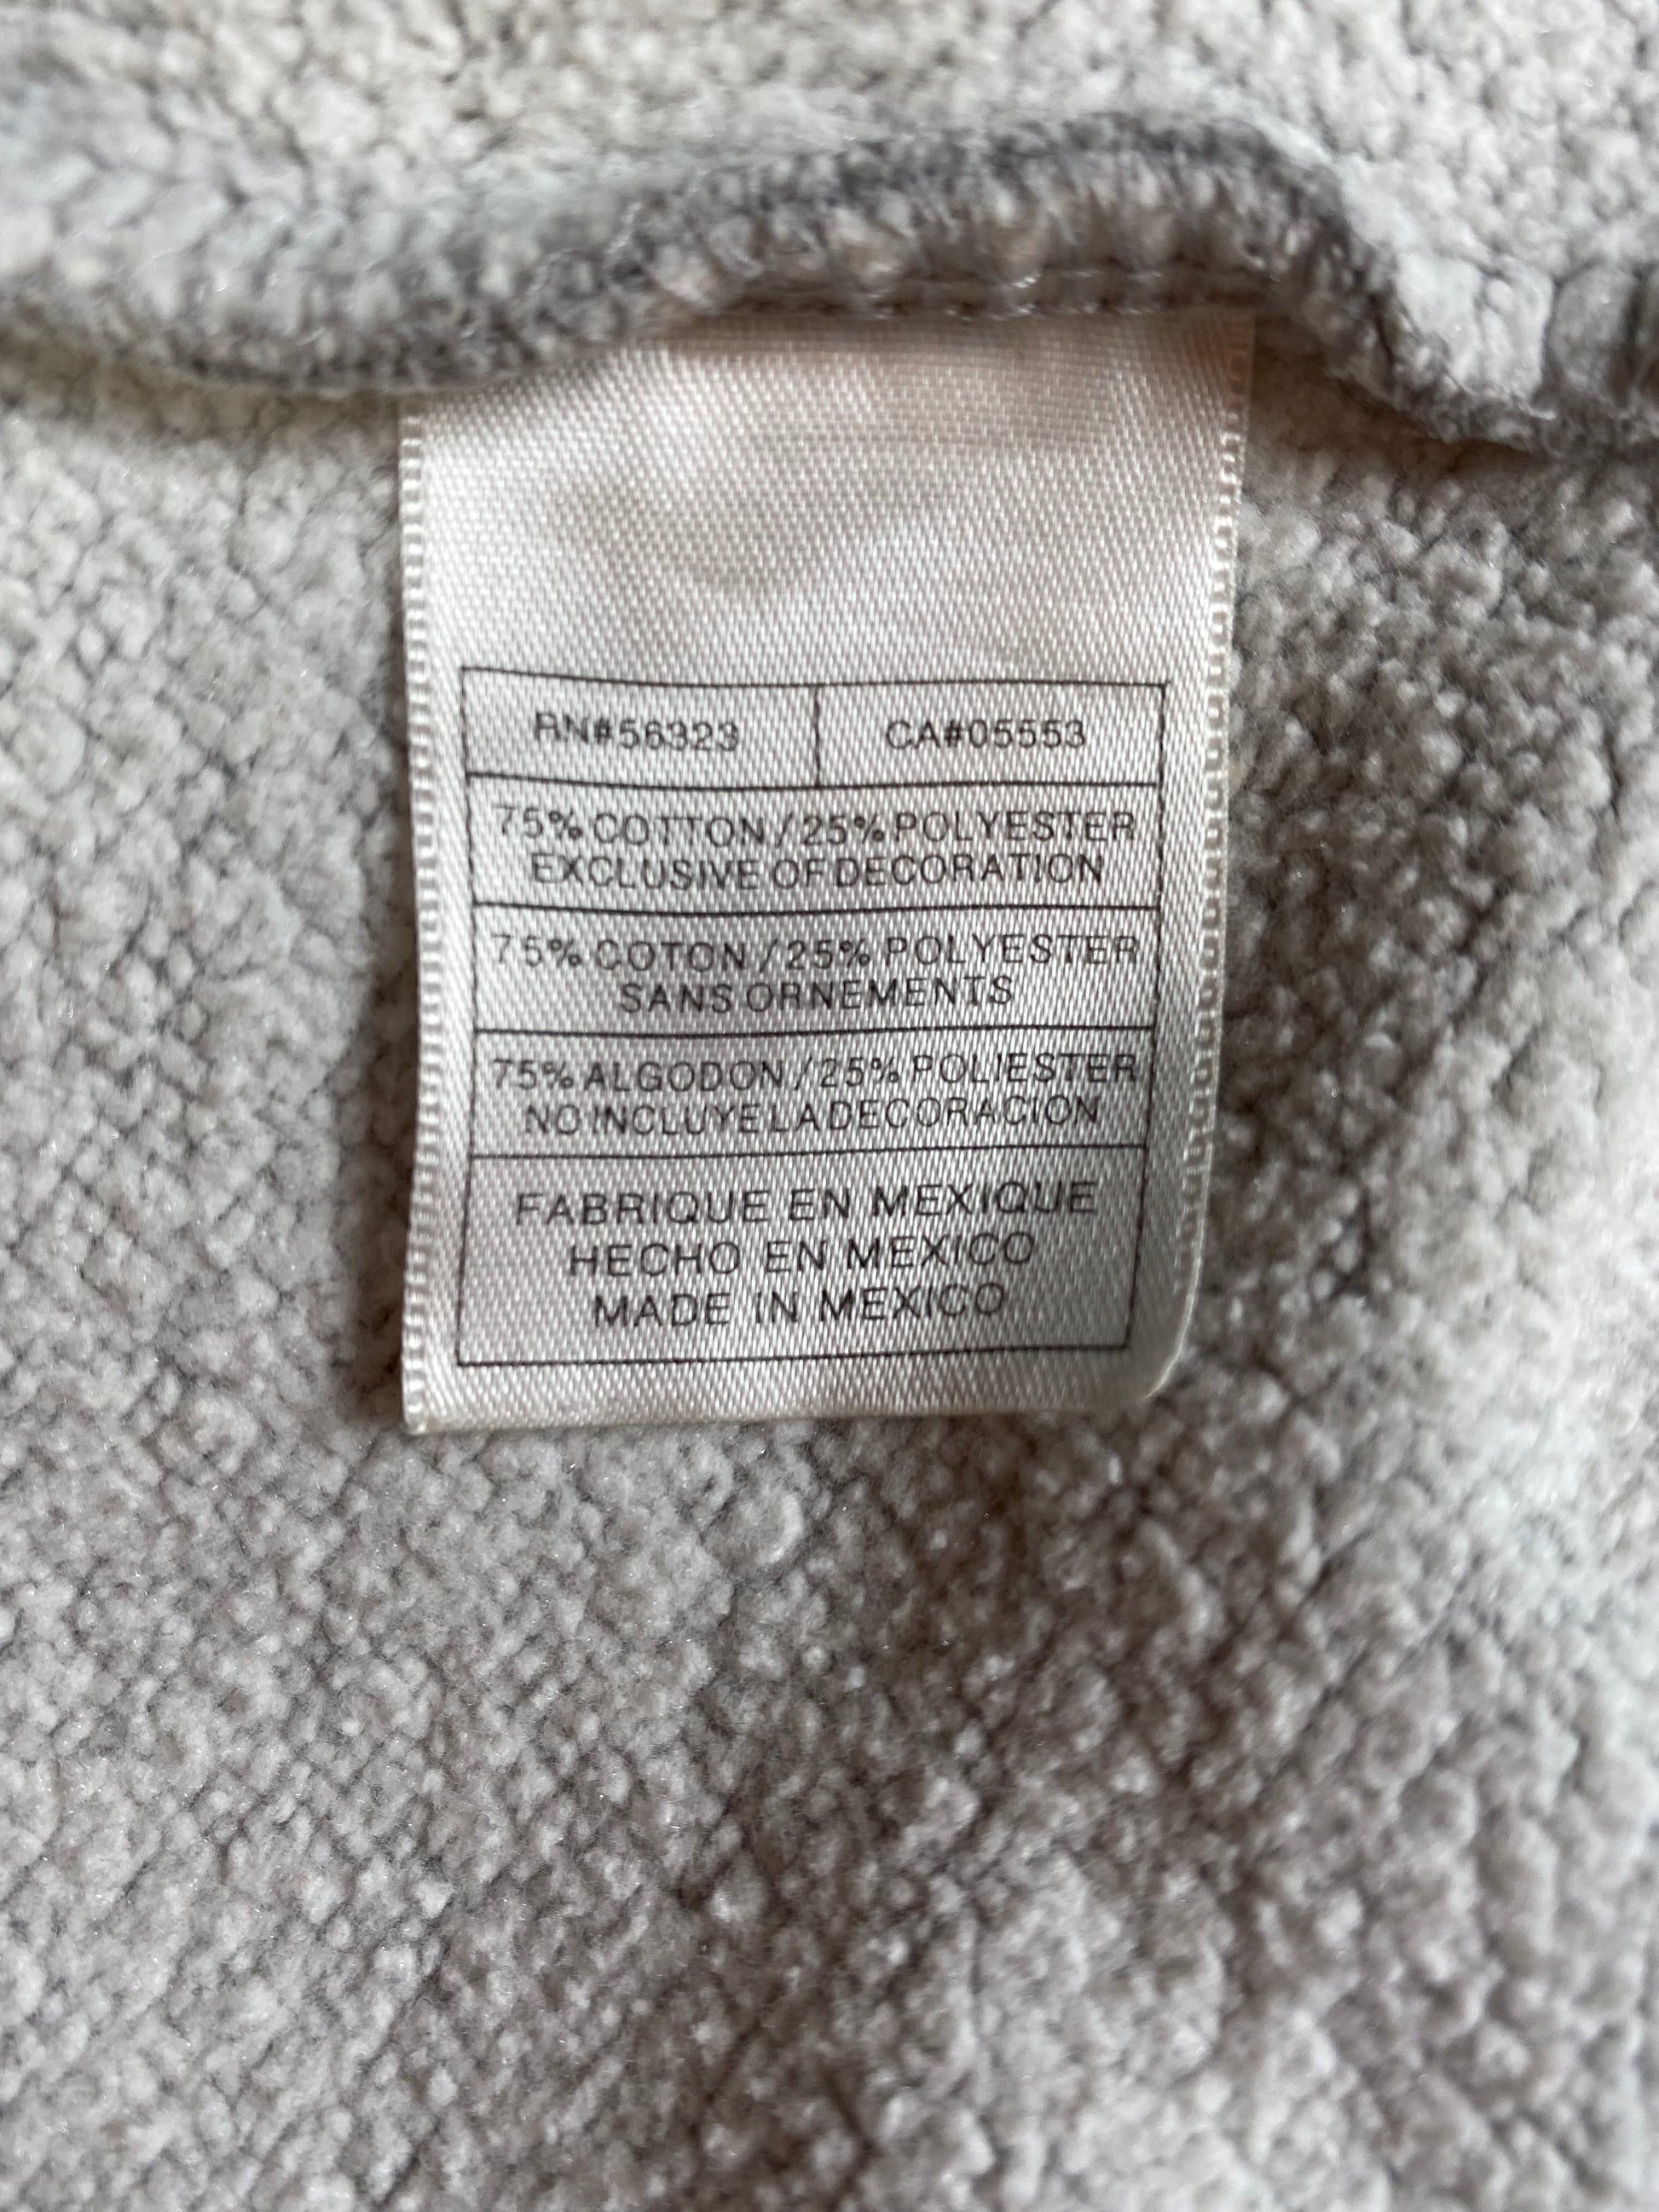 RN#56323 CA#05553
75% COTTON/25% POLYESTER
EXCLUSIVE OF DECORATION
75% COTON/25% POLYESTER
SANS ORNEMENTS
75% ALGODON/25% POLIESTER
NO INCLUYE LA DECORACION
FABRIQUE EN MEXIQUE
HECHO EN MEXICO
MADE IN MEXICO